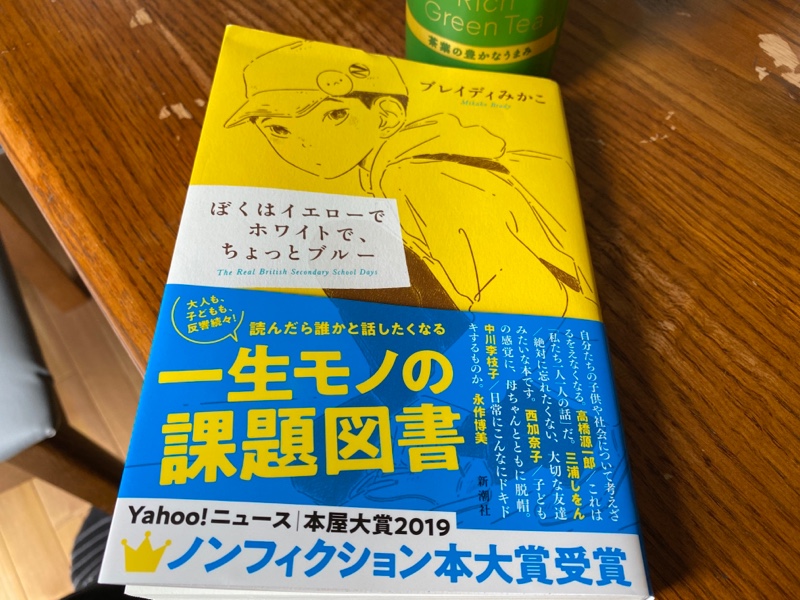 Rich
Green Tea
茶葉の豊かなうまみ
ブレイディみかこ
Mikako Brady
ぼくはイエローで
ホワイトで、
ちょっとブルー
The Real British Secondary School Days
大人も、
子どもも、
反響続々!
読んだら誰かと話したくなる
一生モノの
課題図書
自分たちの子供や社会について考えざ
るをえなくなる。高橋源一郎/これは
「私たち」一人一人の話」だ。三浦しをん
/絶対に忘れたくない、大切な友達
みたいな本です。西加奈子/子ども
の感覚に、母ちゃんとともに脱帽。
中川李枝子/日常にこんなにドキド
キするものか。永作博美
新潮社
Yahoo!ニュース|本屋大賞2019
ノンフィクション本大賞受賞